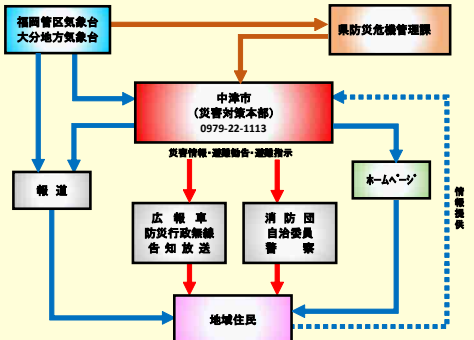 福岡管区気象台
大分地方気象台
県防災危機管理課
中津市
(災害対策本部)
0979-22-1113
災害情報・避難勧告・避難指示
報道
ホームページ
情報提供
広報車
防災行政無線
告知放送
消防団
自治委員
警察
地域住民